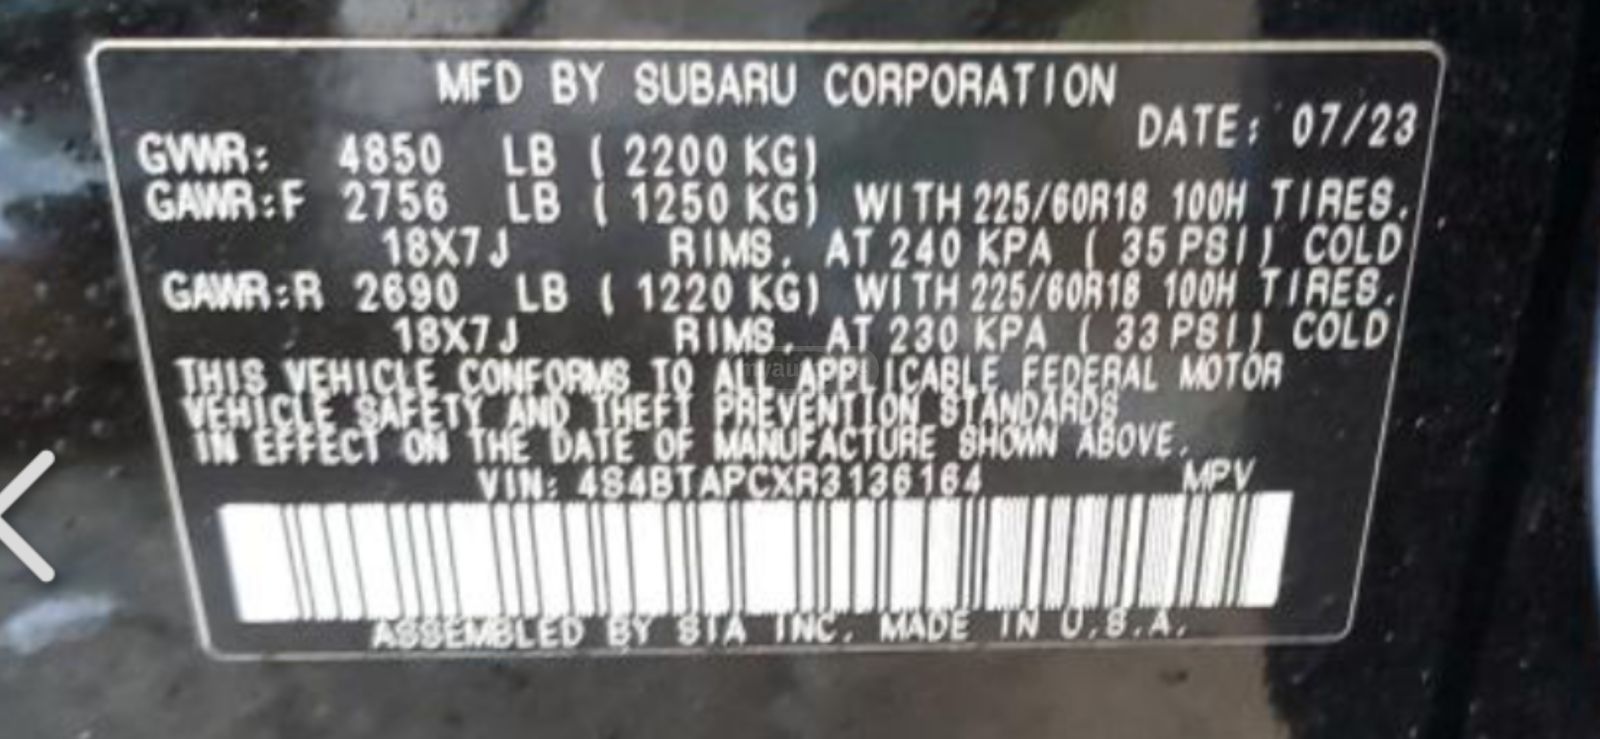 MFD BY SUBARU CORPORATION
DATE: 07/23
GVWR: 4850 LB ( 2200 KG)
GAWR:F 2756 LB ( 1250 KG) WITH 225/60R18 100H TIRES.
18X7J RIMS. AT 240 KPA ( 35 PSI) COLD
GAWR:R 2690 LB ( 1220 KG) WITH 225/60R18 100H TIRES.
18X7J RIMS. AT 230 KPA ( 33 PSI) COLD
THIS VEHICLE CONFORMS TO ALL APPLICABLE FEDERAL MOTOR
VEHICLE SAFETY AND THEFT PREVENTION STANDARDS
IN EFFECT ON THE DATE OF MANUFACTURE SHOWN ABOVE.
VIN: 4S4BTAPCXR3136164 MPV
ASSEMBLED BY SIA INC. MADE IN U.S.A.